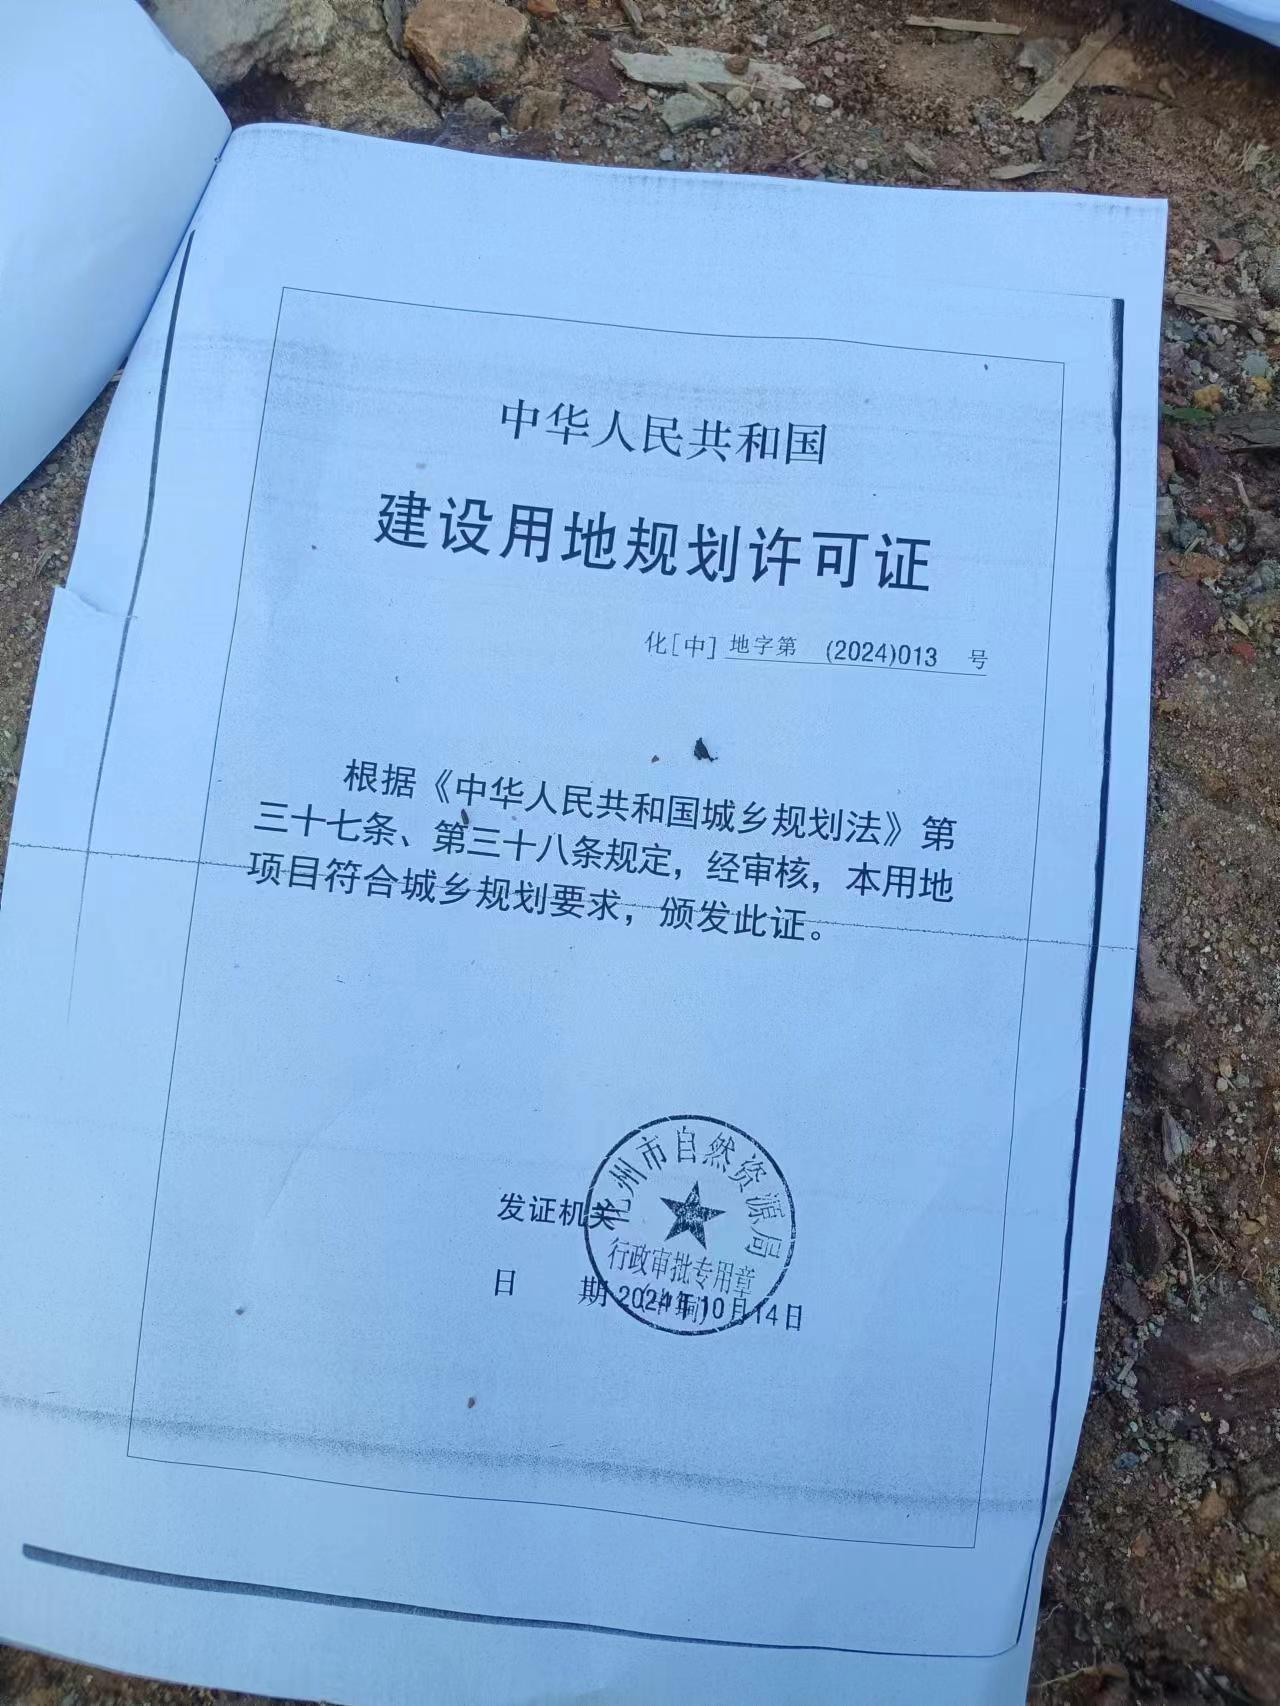 中华人民共和国
建设用地规划许可证
化[中] 地字第 (2024)013 号
根据《中华人民共和国城乡规划法》第
三十七条、第三十八条规定，经审核，本用地
项目符合城乡规划要求，颁发此证。
化州市自然资源局
发证机关
行政审批专用章
日 期 2024年10月14日